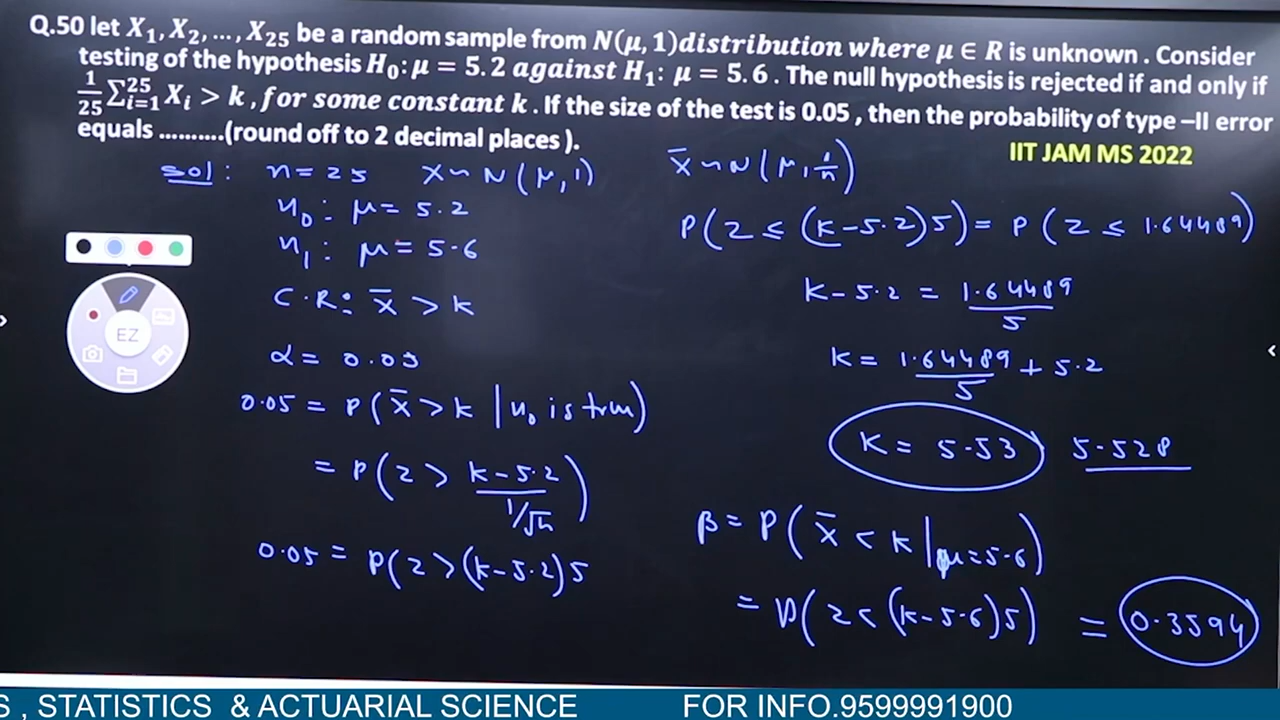 Q.50 let X₁, X₂, ..., X₂₅ be a random sample from N(μ, 1)distribution where μ ∈ R is unknown . Consider
testing of the hypothesis H₀: μ = 5.2 against H₁: μ = 5.6 . The null hypothesis is rejected if and only if
1/25 ∑²⁵ᵢ₌₁ Xᵢ > k , for some constant k . If the size of the test is 0.05 , then the probability of type –II error
equals ..........(round off to 2 decimal places ).
IIT JAM MS 2022
Sol: n = 25 X ~ N(μ, 1)
H₀: μ = 5.2
H₁: μ = 5.6
C.R: x̄ > k
α = 0.05
0.05 = P(x̄ > k | H₀ is true)
= P(Z > (k - 5.2)/(1/√n))
0.05 = P(Z > (k - 5.2)5
x̄ ~ N(μ, 1/n)
P(Z ≤ (k - 5.2)5) = P(Z ≤ 1.64489)
k - 5.2 = 1.64489/5
k = 1.64489/5 + 5.2
k = 5.53 5.528
β = P(x̄ < k | μ = 5.6)
= P(Z < (k - 5.6)5) = 0.3594
EZ
S , STATISTICS & ACTUARIAL SCIENCE FOR INFO.9599991900